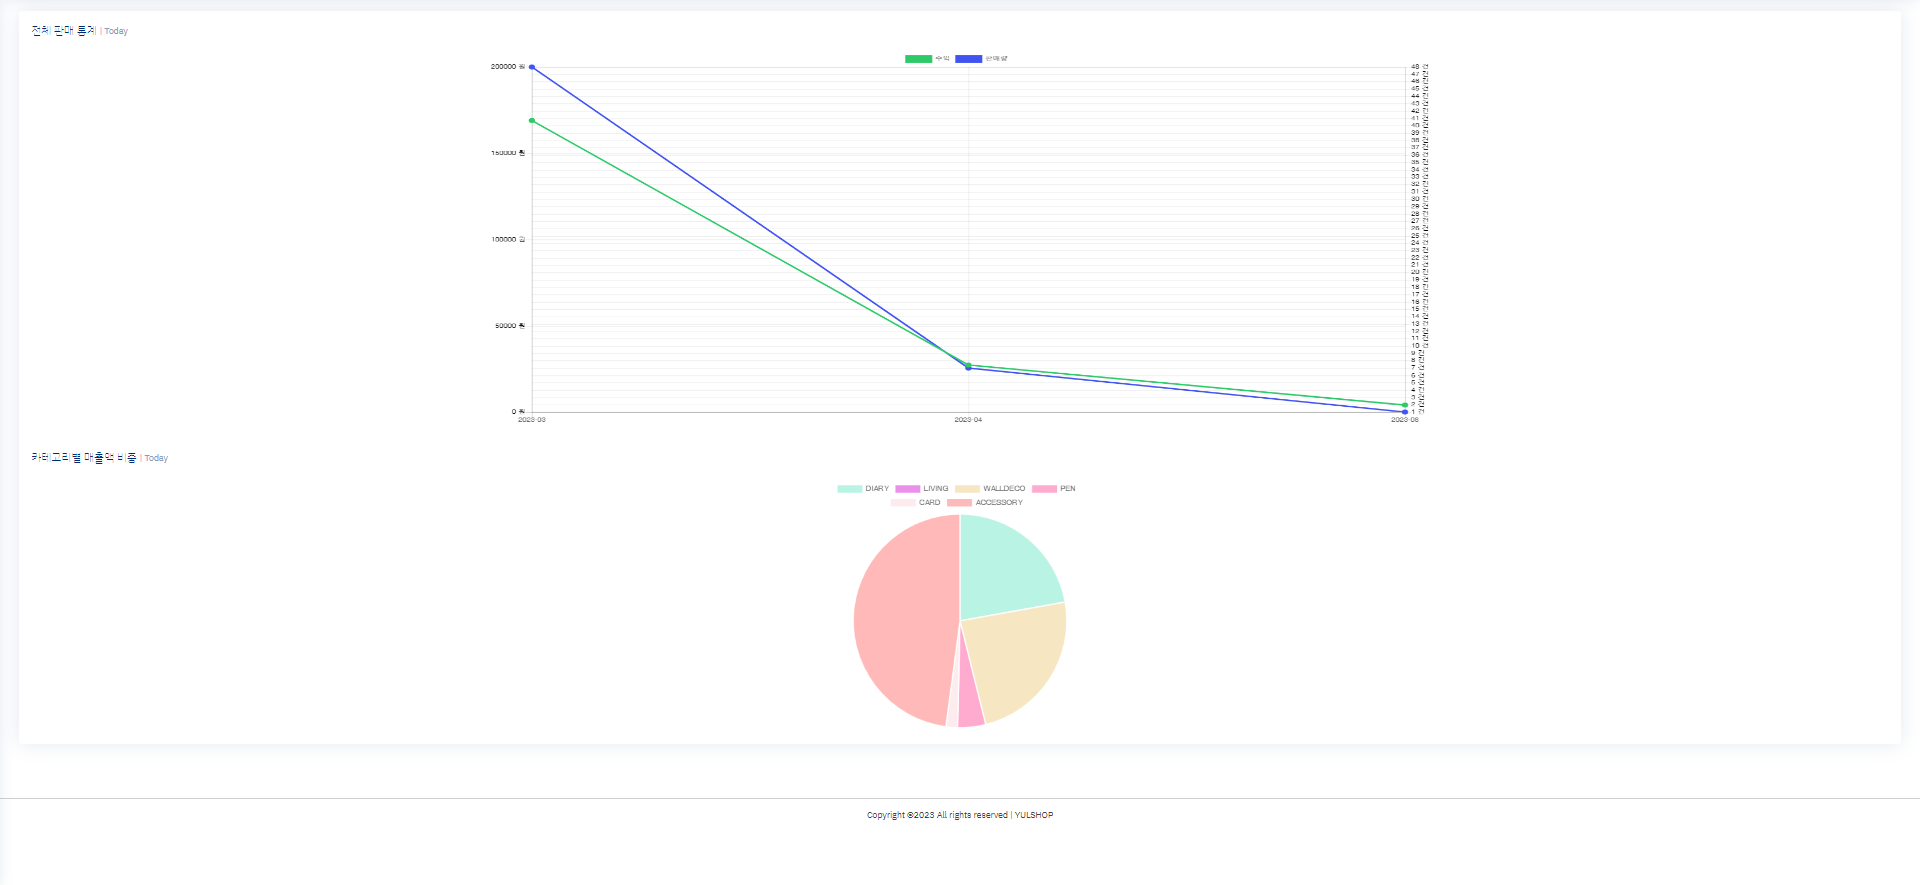 전체 판매 통계 | Today
수익 판매량
200000 원
150000 원
100000 원
50000 원
0 원
48 건
47 건
46 건
45 건
44 건
43 건
42 건
41 건
40 건
39 건
38 건
37 건
36 건
35 건
34 건
33 건
32 건
31 건
30 건
29 건
28 건
27 건
26 건
25 건
24 건
23 건
22 건
21 건
20 건
19 건
18 건
17 건
16 건
15 건
14 건
13 건
12 건
11 건
10 건
9 건
8 건
7 건
6 건
5 건
4 건
3 건
2 건
1 건
2023-03 2023-04 2023-08
카테고리별 매출액 비중 | Today
DIARY LIVING WALLDECO PEN
CARD ACCESSORY
Copyright ©2023 All rights reserved | YULSHOP